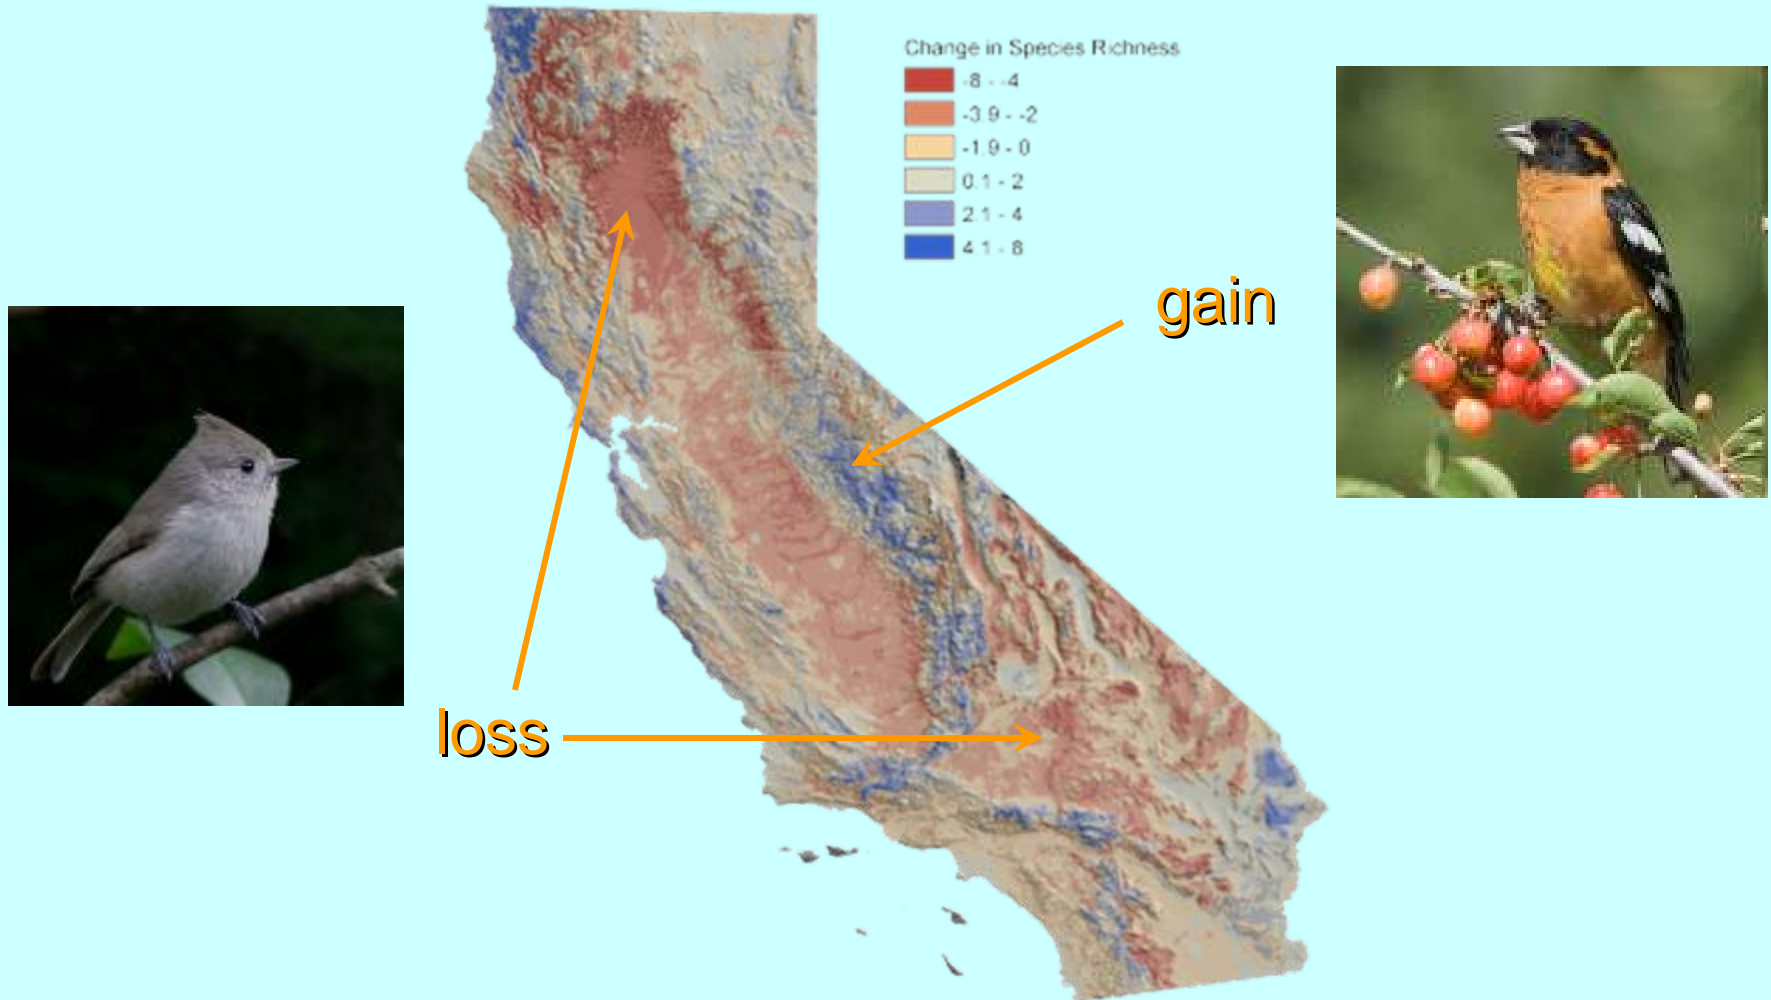 Change in Species Richness
-8 - -4
-3.9 - -2
-1.9 - 0
0.1 - 2
2.1 - 4
4.1 - 8
gain
loss